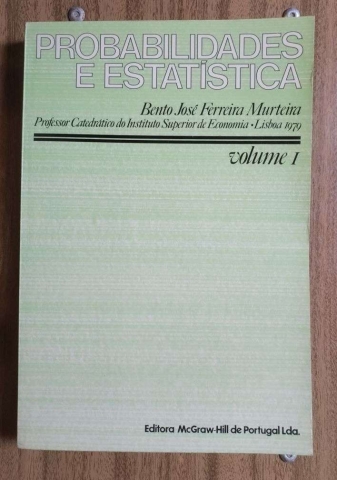 PROBABILIDADES
E ESTATÍSTICA
Bento José Ferreira Murteira
Professor Catedrático do Instituto Superior de Economia • Lisboa 1979
volume I
Editora McGraw-Hill de Portugal Lda.